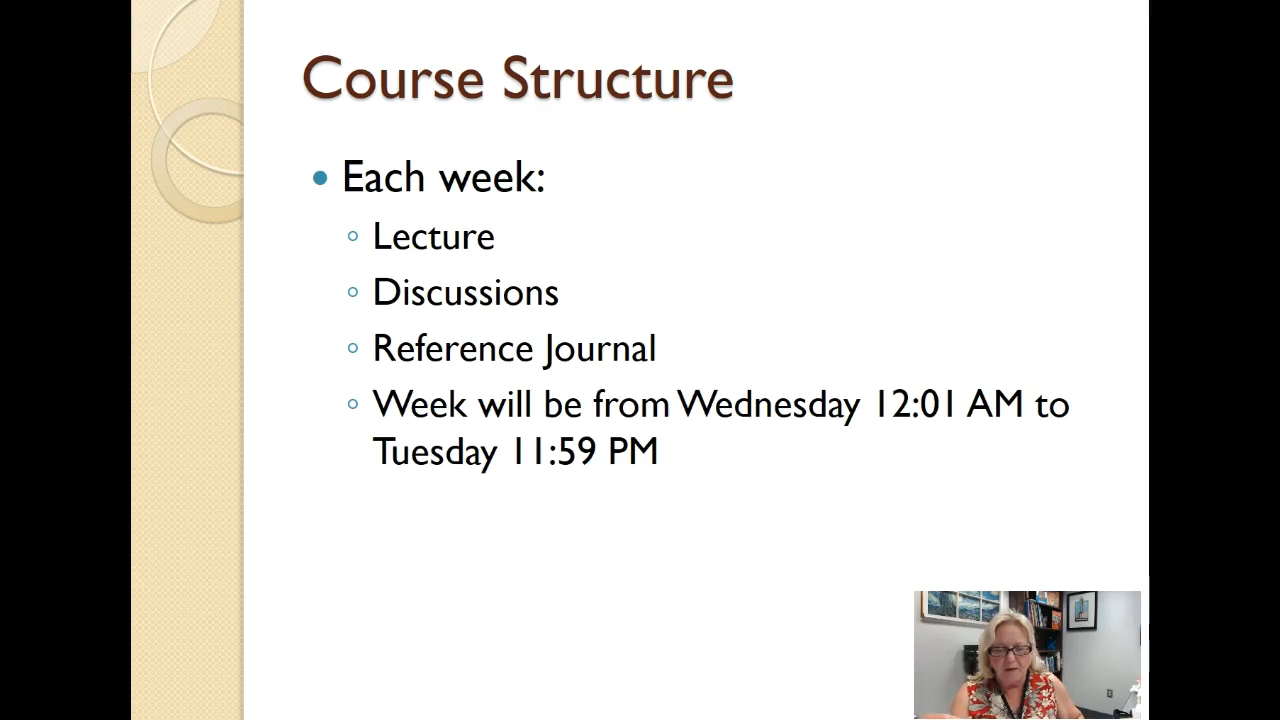 Course Structure
Each week:
Lecture
Discussions
Reference Journal
Week will be from Wednesday 12:01 AM to
Tuesday 11:59 PM